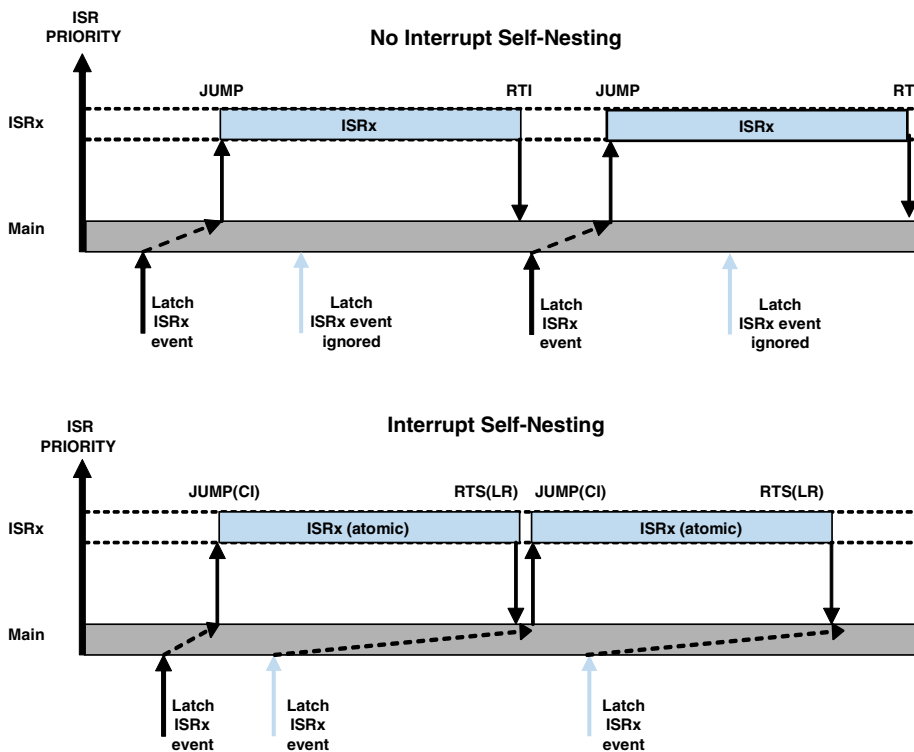 ISR
PRIORITY
No Interrupt Self-Nesting
JUMP
RTI
JUMP
RT
ISRx
ISRx
ISRx
Main
Latch
ISRx
event
Latch
ISRx event
ignored
Latch
ISRx
event
Latch
ISRx event
ignored
Interrupt Self-Nesting
ISR
PRIORITY
JUMP(CI)
RTS(LR)
JUMP(CI)
RTS(LR)
ISRx
ISRx (atomic)
ISRx (atomic)
Main
Latch
ISRx
event
Latch
ISRx
event
Latch
ISRx
event